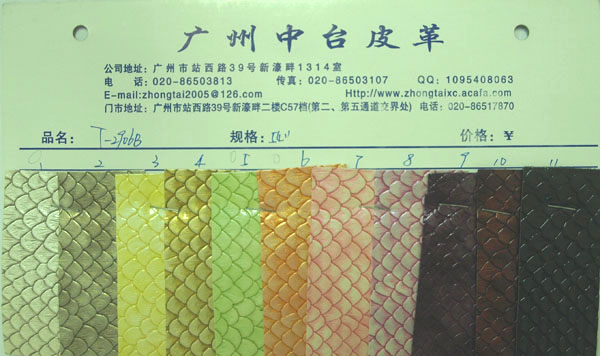 广州中台皮革
公司地址：广州市站西路39号新濠畔1314室
电　话：020-86503813　传真：020-86503107　QQ：1095408063
E-mail:zhongtai2005@126.com　Http://www.zhongtaixc.acafa.com
门市地址：广州市站西路39号新濠畔二楼C57档(第二、第五通道交界处) 电话：020-86517870
品名：T-2906B　规格：　价格：￥
1 2 3 4 5 6 7 8 9 10 11